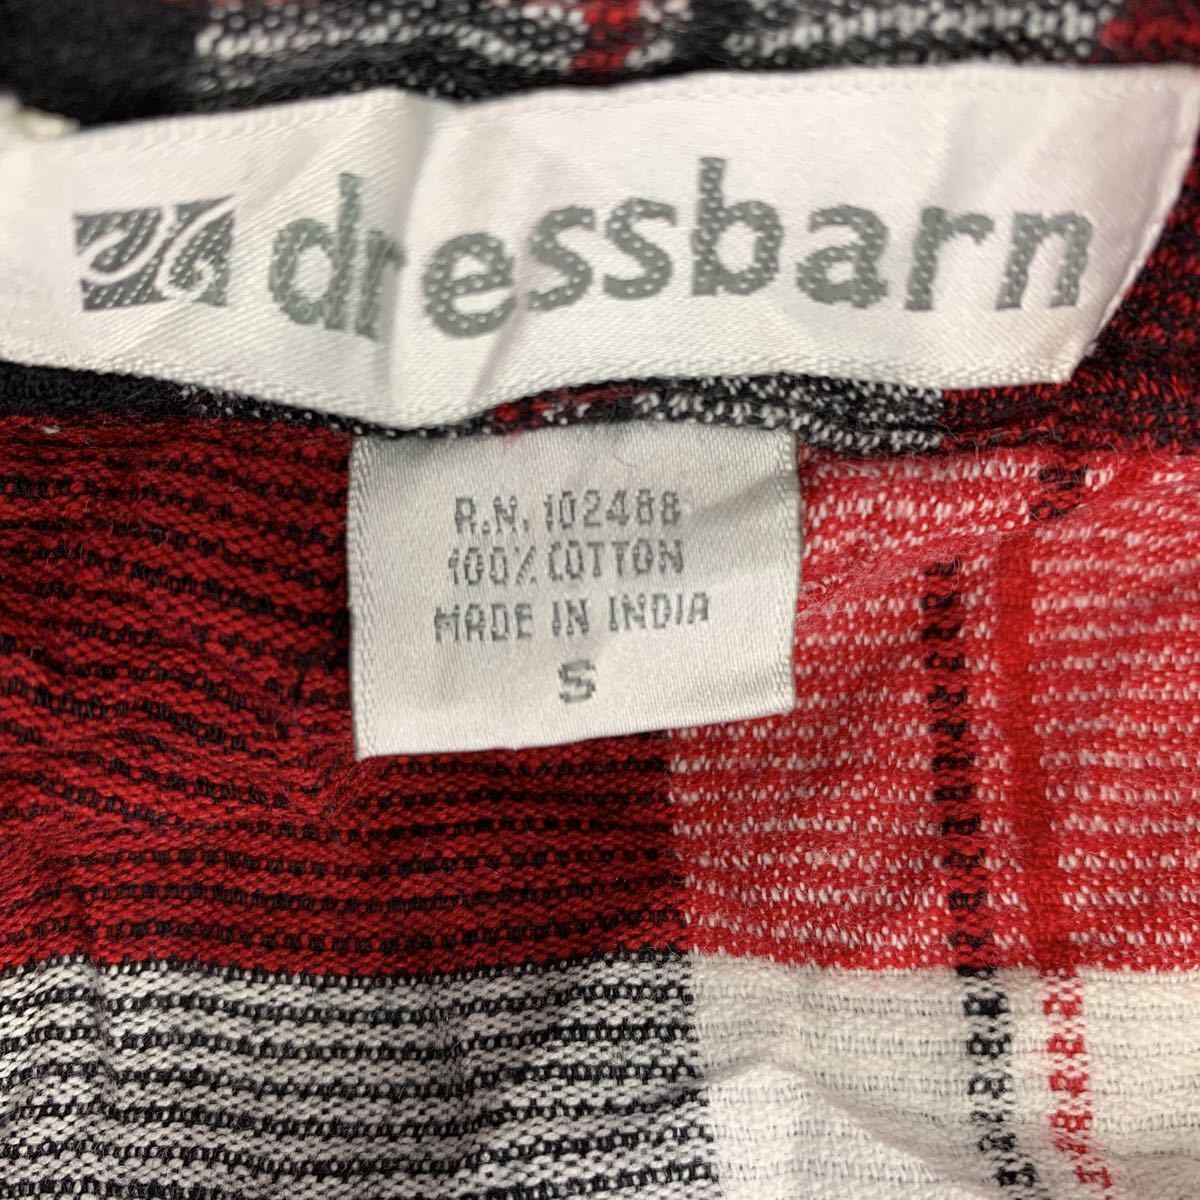 dressbarn
R.N. 102488
100% COTTON
MADE IN INDIA
S